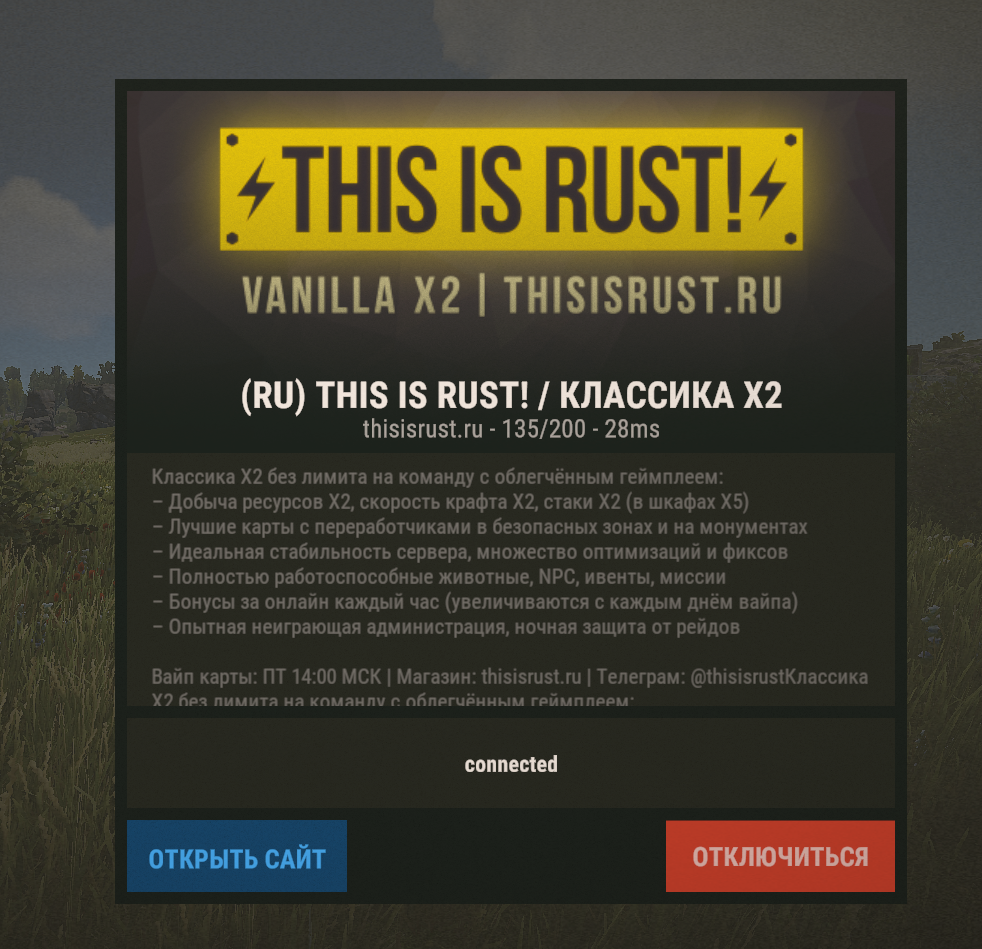 THIS IS RUST!
VANILLA X2 | THISISRUST.RU
(RU) THIS IS RUST! / КЛАССИКА X2
thisisrust.ru - 135/200 - 28ms
Классика X2 без лимита на команду с облегчённым геймплеем:
– Добыча ресурсов X2, скорость крафта X2, стаки X2 (в шкафах X5)
– Лучшие карты с переработчиками в безопасных зонах и на монументах
– Идеальная стабильность сервера, множество оптимизаций и фиксов
– Полностью работоспособные животные, NPC, ивенты, миссии
– Бонусы за онлайн каждый час (увеличиваются с каждым днём вайпа)
– Опытная неиграющая администрация, ночная защита от рейдов
Вайп карты: ПТ 14:00 МСК | Магазин: thisisrust.ru | Телеграм: @thisisrustКлассика
X2 без лимита на команду с облегчённым геймплеем:
connected
ОТКРЫТЬ САЙТ
ОТКЛЮЧИТЬСЯ